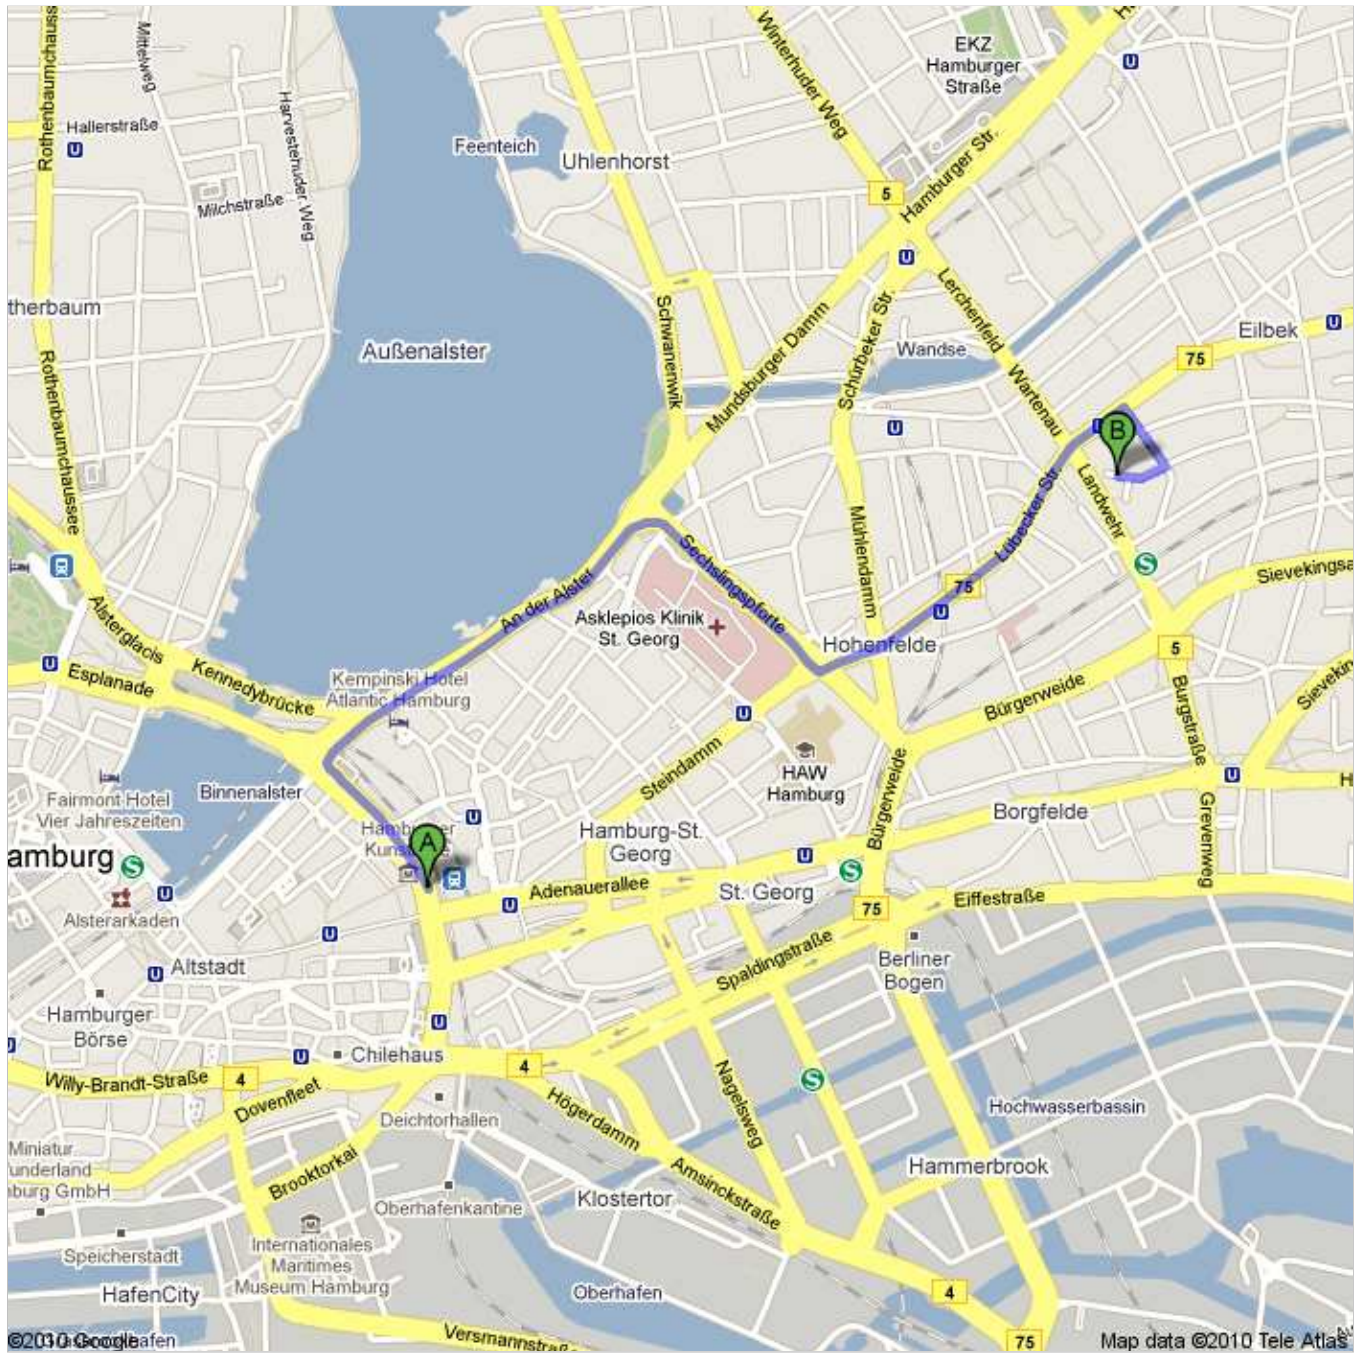 Rothenbaumchauss
Mittelweg
Winterhuder Weg
EKZ
Hamburger
Straße
Hallerstraße
Harvestehuder Weg
Feenteich
Uhlenhorst
Milchstraße
5
Hamburger Str.
therbaum
Außenalster
Schwanenwik
Mundsburger Damm
Schürbeker Str.
Lerchenfeld
Wandse
Eilbek
75
Wartenau
B
Rothenbaumchaussee
Landwehr
Lübecker Str.
Mühlendamm
Sechslingspforte
An der Alster
75
Sievekingsa
Asklepios Klinik
St. Georg
Hohenfelde
5
Alsterglacis
Esplanade
Kennedybrücke
Kempinski Hotel
Atlantic Hamburg
Bürgerweide
Burgstraße
Sievekin
Steindamm
HAW
Hamburg
Binnenalster
Fairmont Hotel
Vier Jahreszeiten
Bürgerweide
Borgfelde
H
Grevenweg
Hamburg-St.
Georg
A
amburg
S
Adenauerallee
St. Georg
S
Alsterarkaden
75
Eiffestraße
Altstadt
Spaldingstraße
Berliner
Bogen
Hamburger
Börse
Chilehaus
Willy-Brandt-Straße
4
4
Dovenfleet
Högerdamm
Nagelsweg
S
Hochwasserbassin
Deichtorhallen
Miniatur
underland
burg GmbH
Brooktorkai
Amsinckstraße
Hammerbrook
Oberhafenkantine
Klostertor
Speicherstadt
Internationales
Maritimes
Museum Hamburg
HafenCity
Oberhafen
4
©2010 Google
hafen
Versmannstraße
75
Map data ©2010 Tele Atlas